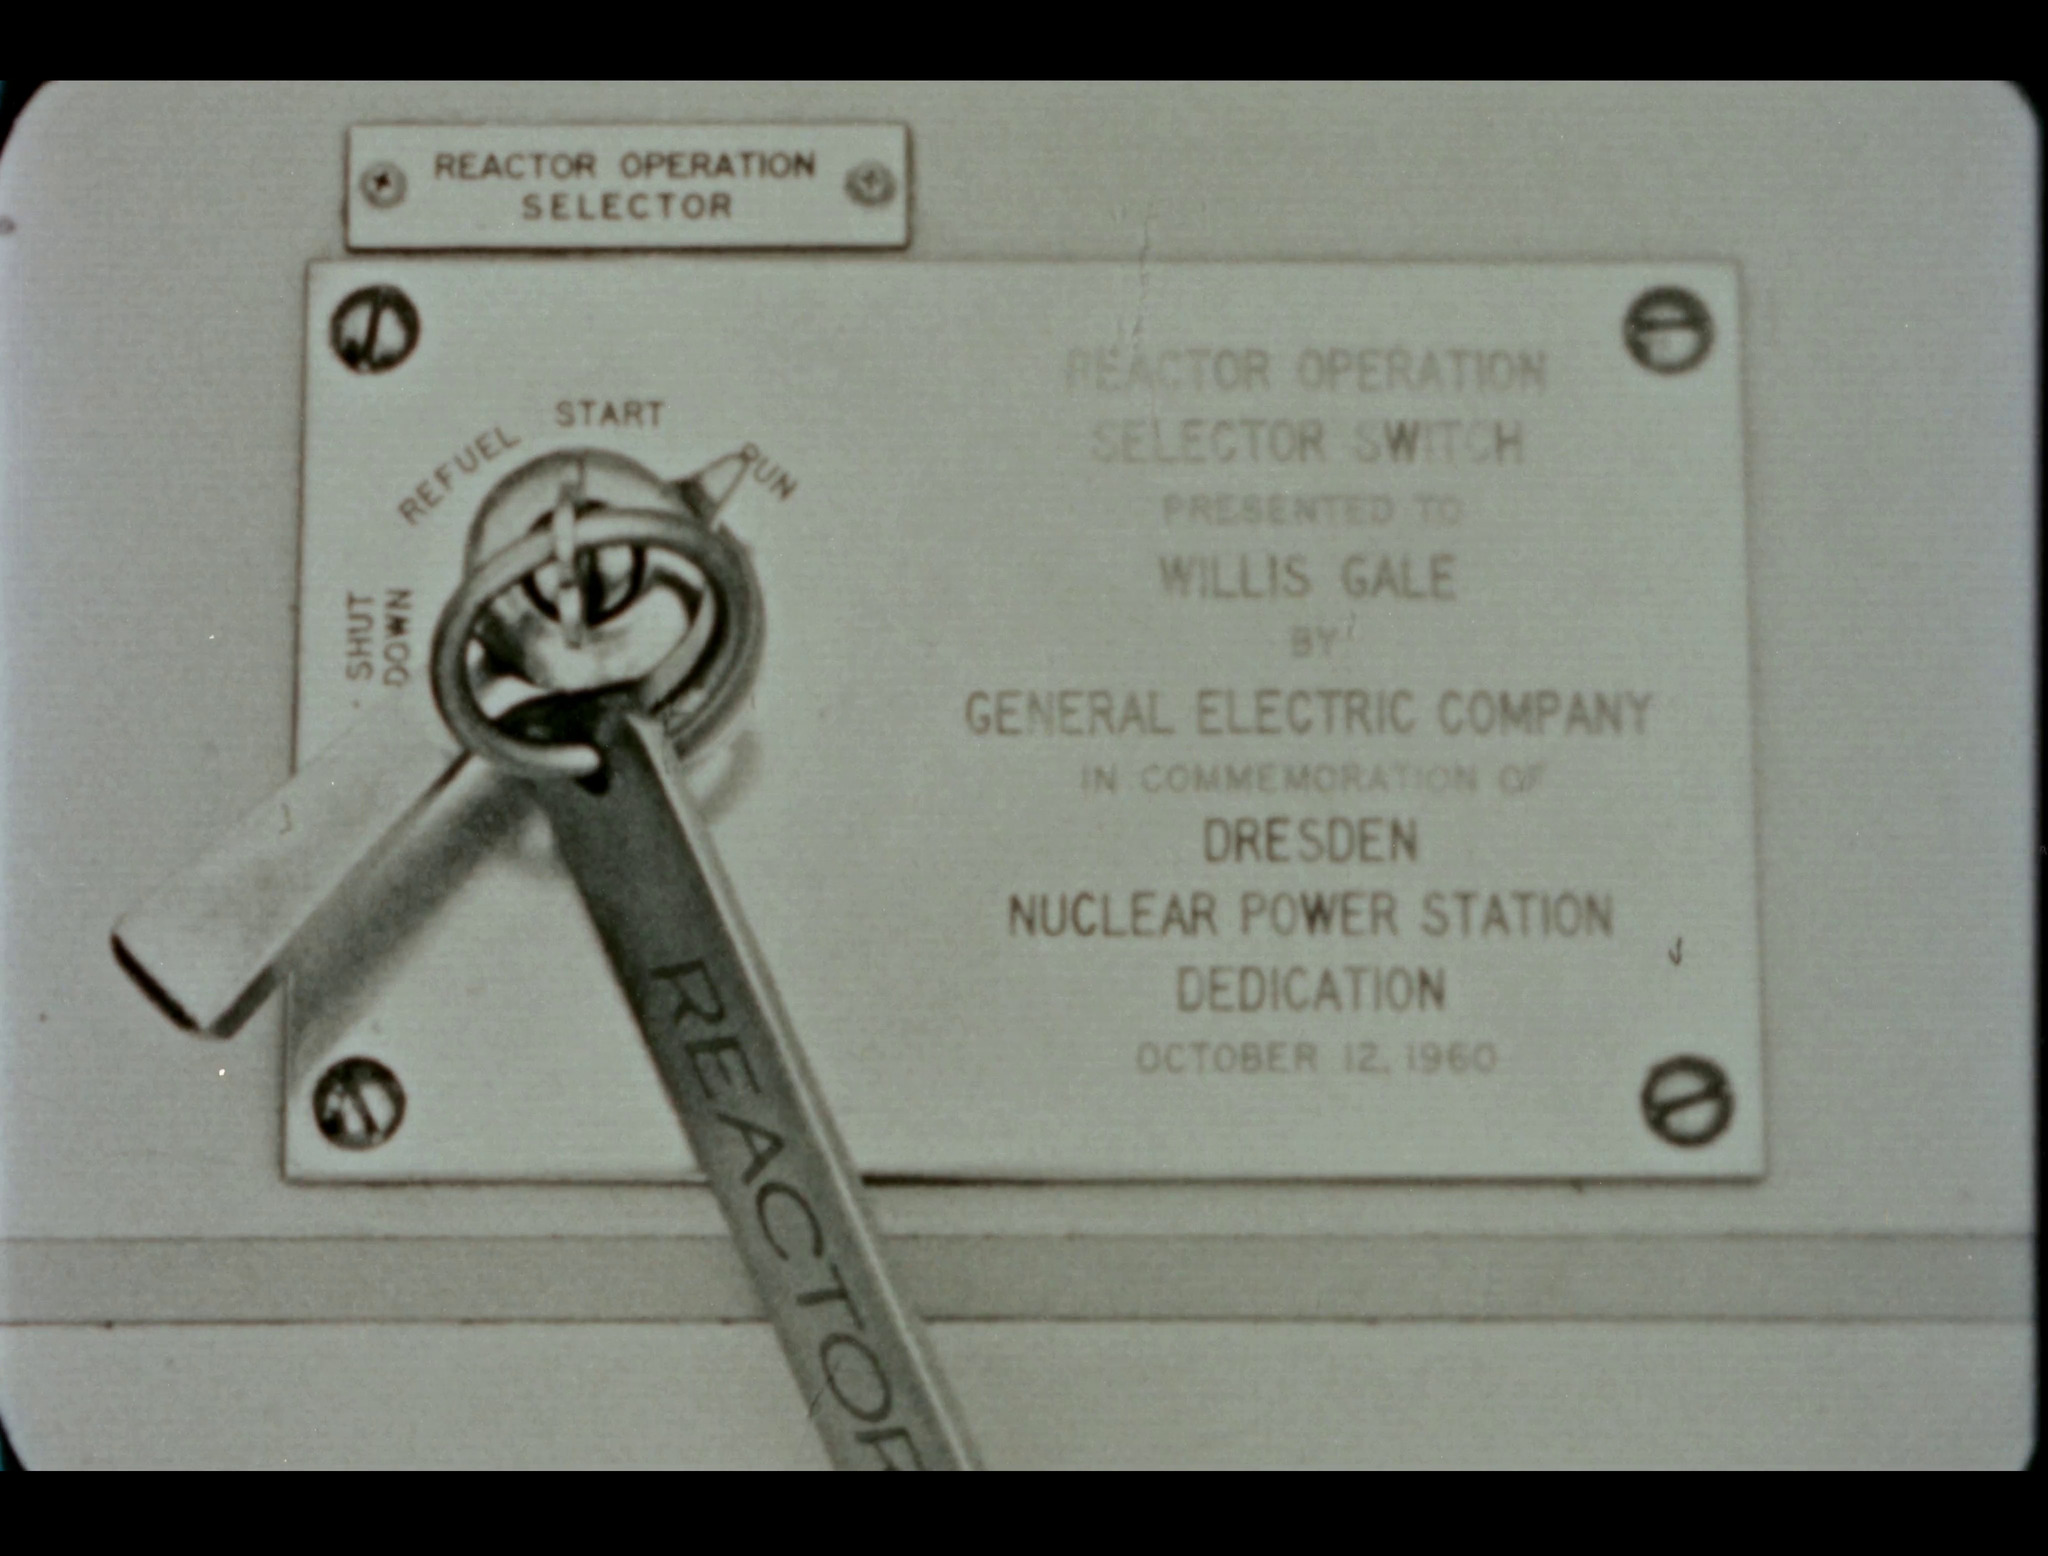 REACTOR OPERATION
SELECTOR
START
REFUEL
RUN
SHUT
DOWN
REACTOR OPERATION
SELECTOR SWITCH
PRESENTED TO
WILLIS GALE
BY
GENERAL ELECTRIC COMPANY
IN COMMEMORATION OF
DRESDEN
NUCLEAR POWER STATION
DEDICATION
OCTOBER 12, 1960
REACTOR